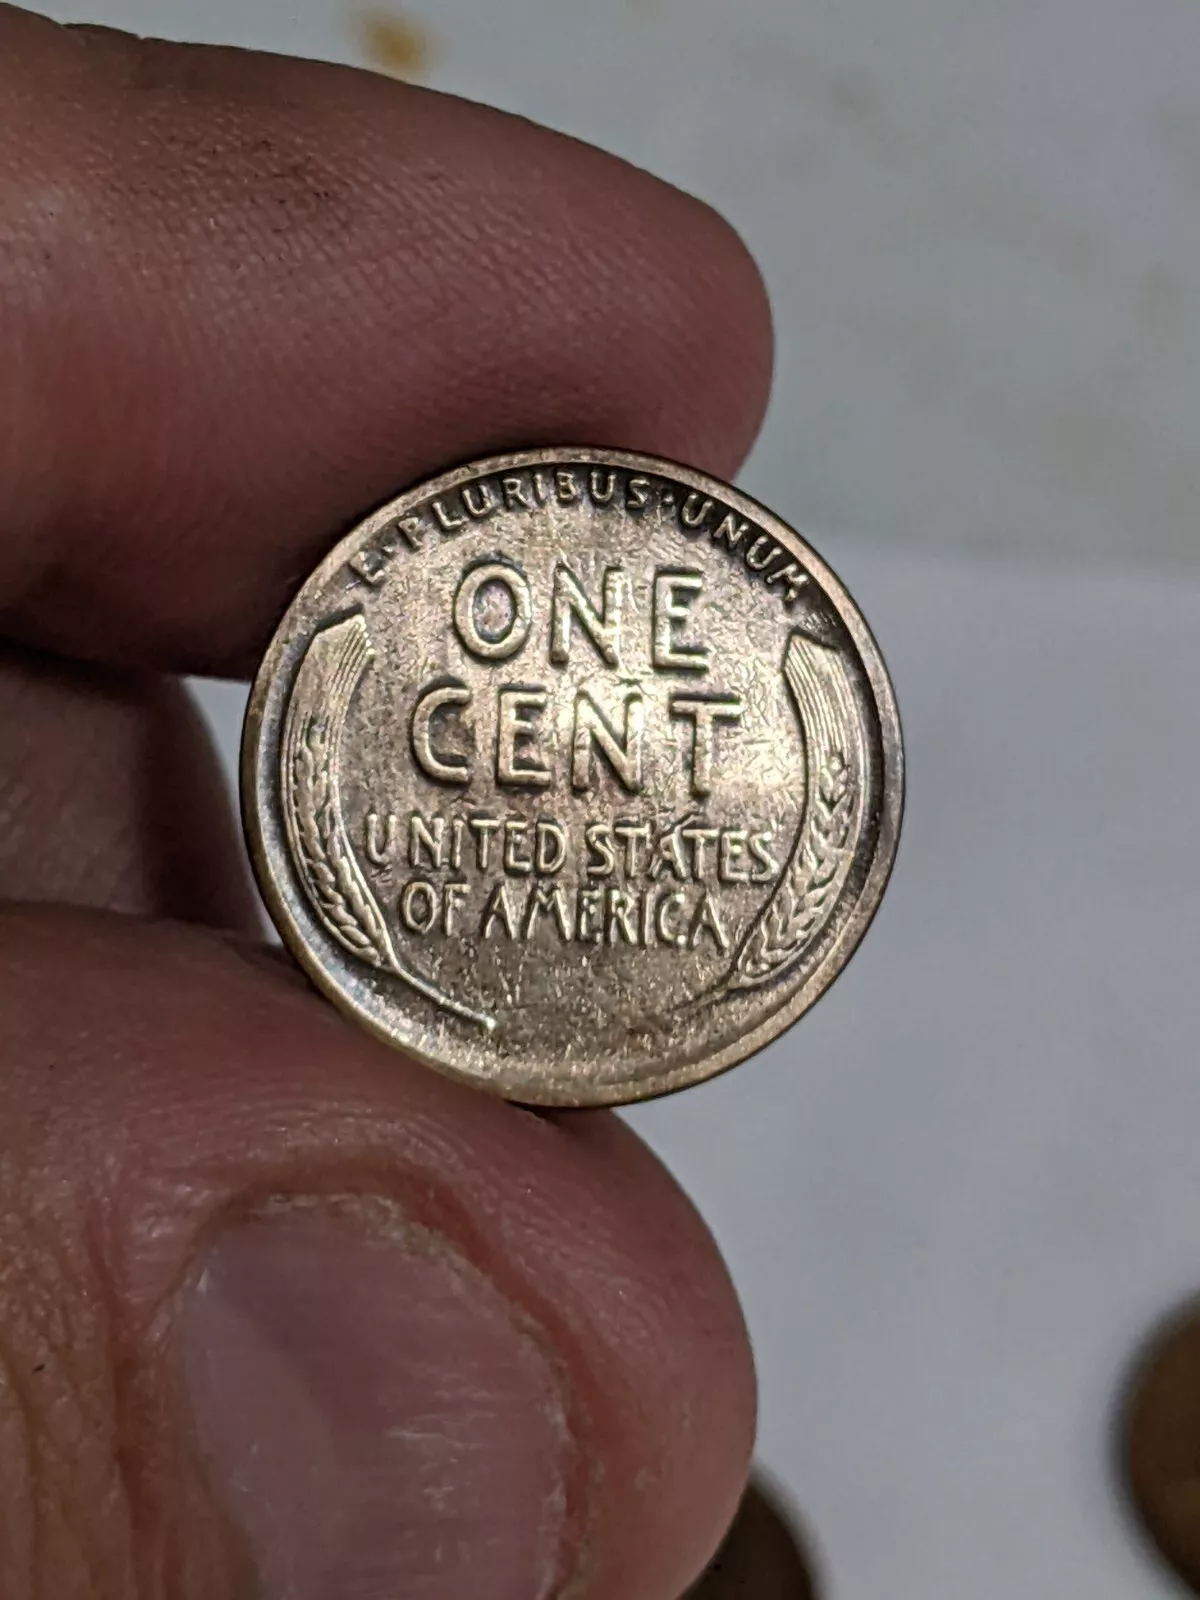 E·PLURIBUS·UNUM
ONE
CENT
UNITED STATES
OF AMERICA